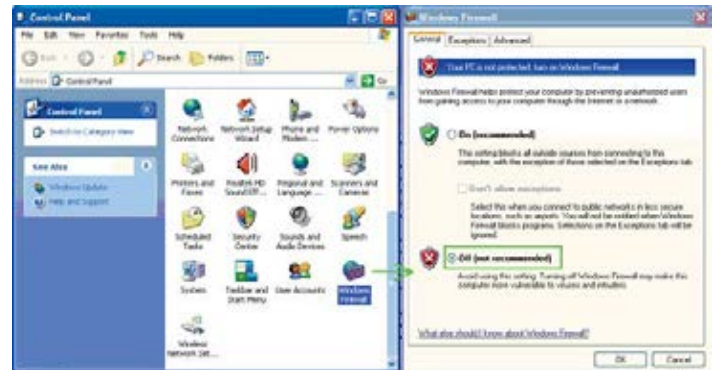 Control Panel
File Edit View Favorites Tools Help
Back Search Folders
Address Control Panel Go
Control Panel
Switch to Category View
See Also
Windows Update
Help and Support
Network Connections
Network Setup Wizard
Phone and Modem ...
Power Options
Printers and Faxes
Realtek HD Sound Eff...
Regional and Language ...
Scanners and Cameras
Scheduled Tasks
Security Center
Sounds and Audio Devices
Speech
System
Taskbar and Start Menu
User Accounts
Windows Firewall
Wireless Network Set...
Windows Firewall
General Exceptions Advanced
Your PC is not protected: turn on Windows Firewall
Windows Firewall helps protect your computer by preventing unauthorized users
from gaining access to your computer through the Internet or a network.
On (recommended)
This setting blocks all outside sources from connecting to this
computer, with the exception of those selected on the Exceptions tab.
Don't allow exceptions
Select this when you connect to public networks in less secure
locations, such as airports. You will not be notified when Windows
Firewall blocks programs. Selections on the Exceptions tab will be
ignored.
Off (not recommended)
Avoid using this setting. Turning off Windows Firewall may make this
computer more vulnerable to viruses and intruders.
What else should I know about Windows Firewall?
OK Cancel